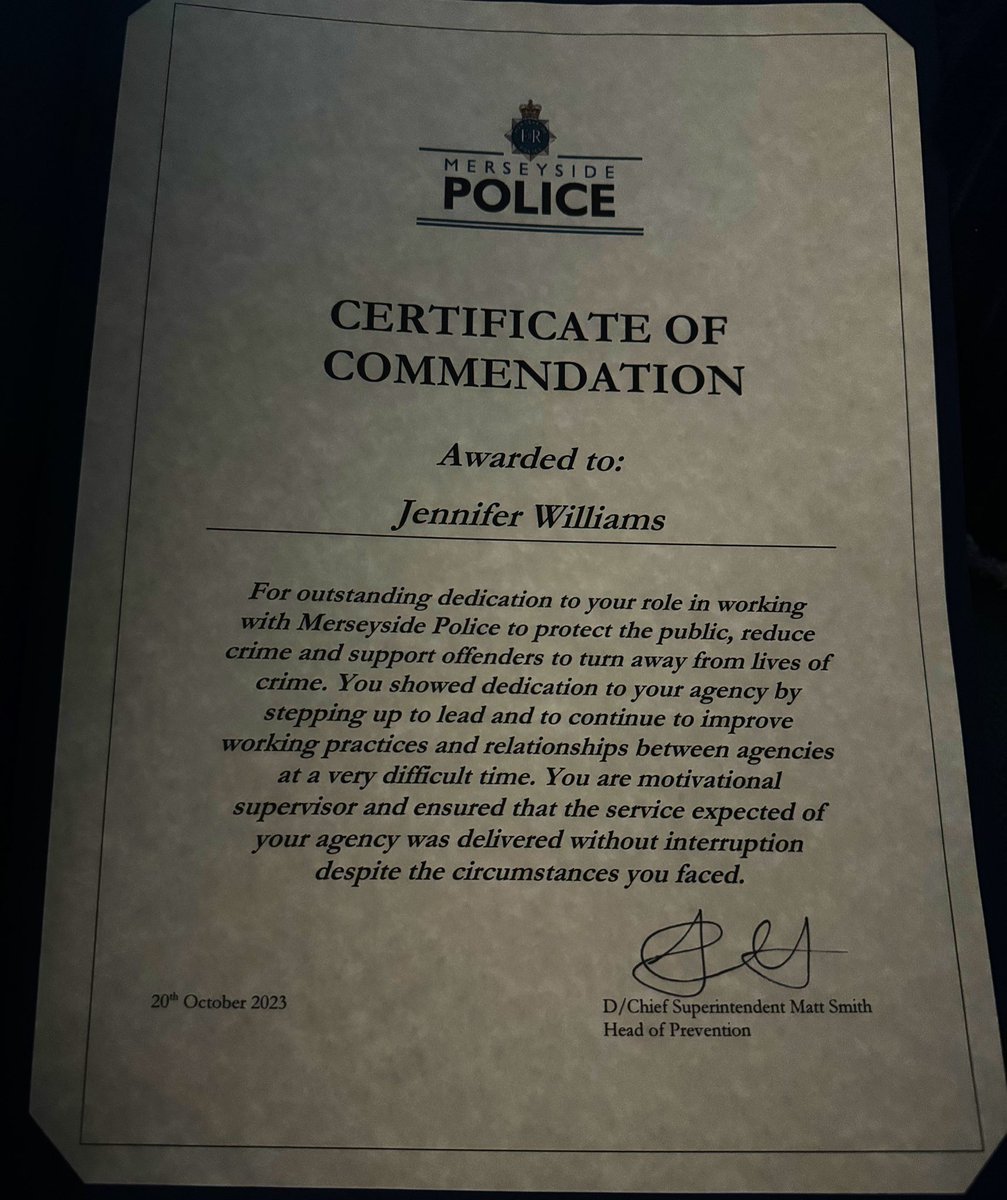 E R
MERSEYSIDE
POLICE
CERTIFICATE OF
COMMENDATION
Awarded to:
Jennifer Williams
For outstanding dedication to your role in working
with Merseyside Police to protect the public, reduce
crime and support offenders to turn away from lives of
crime. You showed dedication to your agency by
stepping up to lead and to continue to improve
working practices and relationships between agencies
at a very difficult time. You are motivational
supervisor and ensured that the service expected of
your agency was delivered without interruption
despite the circumstances you faced.
20th October 2023
D/Chief Superintendent Matt Smith
Head of Prevention